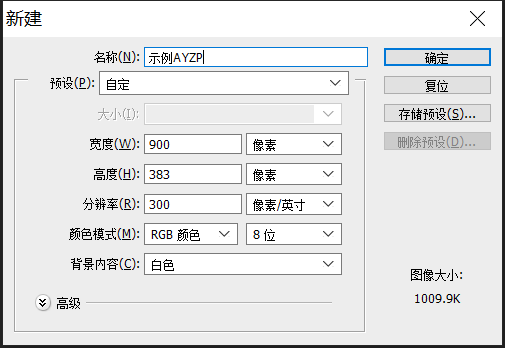 新建
名称(N): 示例AYZP 确定
预设(P): 自定 复位
大小(I): 存储预设(S)...
宽度(W): 900 像素 删除预设(D)...
高度(H): 383 像素
分辨率(R): 300 像素/英寸
颜色模式(M): RGB 颜色 8 位
背景内容(C): 白色 图像大小:
高级 1009.9K